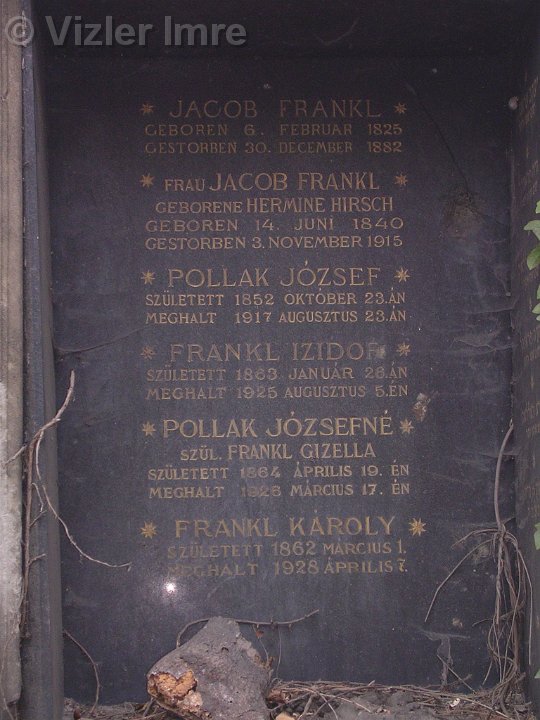 © Vizler Imre
* JACOB FRANKL *
GEBOREN 6. FEBRUAR 1825
GESTORBEN 30. DECEMBER 1882
* FRAU JACOB FRANKL *
GEBORENE HERMINE HIRSCH
GEBOREN 14. JUNI 1840
GESTORBEN 3. NOVEMBER 1915
* POLLAK JÓZSEF *
SZÜLETETT 1852 OKTÓBER 23.ÁN
MEGHALT 1917 AUGUSZTUS 23.ÁN
* FRANKL IZIDOR *
SZÜLETETT 1863 JANUÁR 26.ÁN
MEGHALT 1925 AUGUSZTUS 5.ÉN
* POLLAK JÓZSEFNÉ *
SZÜL. FRANKL GIZELLA
SZÜLETETT 1864 ÁPRILIS 19. ÉN
MEGHALT 1926 MÁRCIUS 17. ÉN
* FRANKL KÁROLY *
SZÜLETETT 1862 MÁRCIUS 1.
MEGHALT 1928 ÁPRILIS 7.